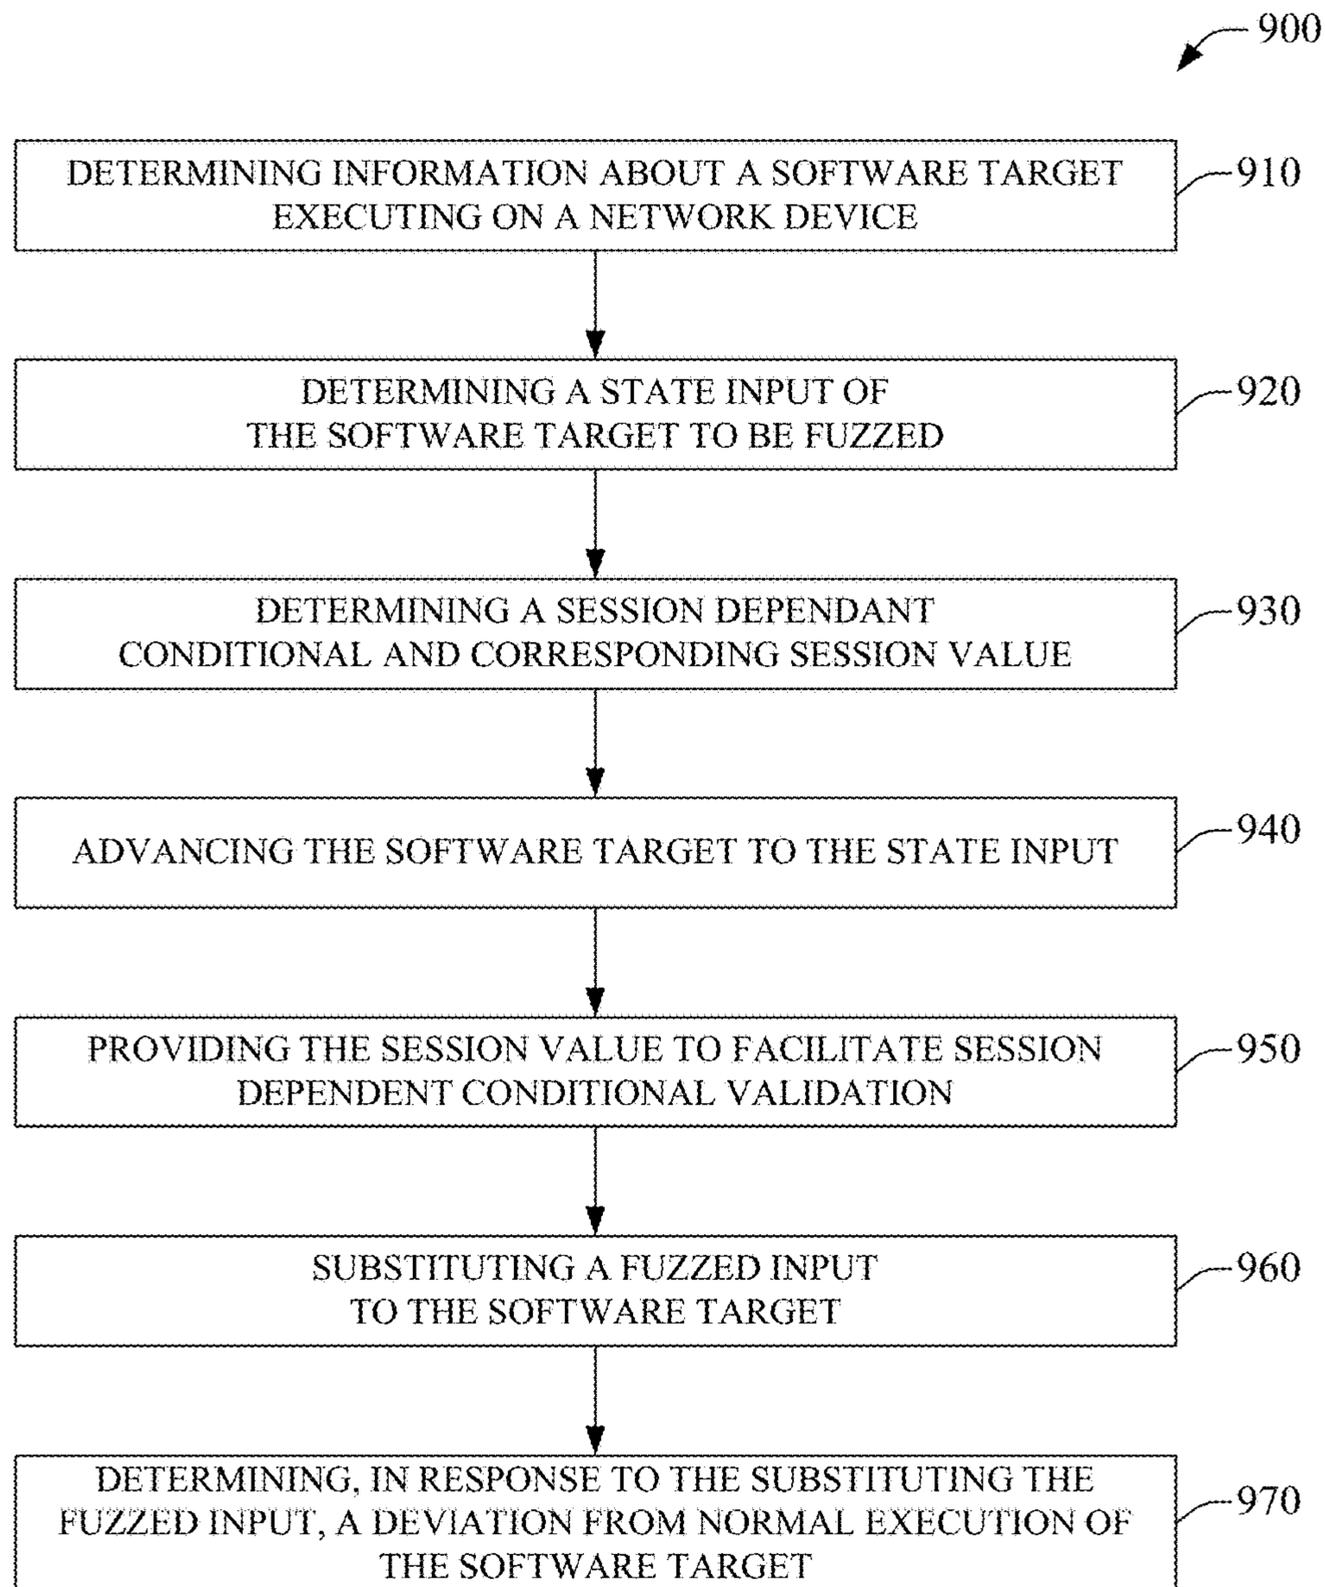 900
DETERMINING INFORMATION ABOUT A SOFTWARE TARGET
EXECUTING ON A NETWORK DEVICE
910
DETERMINING A STATE INPUT OF
THE SOFTWARE TARGET TO BE FUZZED
920
DETERMINING A SESSION DEPENDANT
CONDITIONAL AND CORRESPONDING SESSION VALUE
930
ADVANCING THE SOFTWARE TARGET TO THE STATE INPUT
940
PROVIDING THE SESSION VALUE TO FACILITATE SESSION
DEPENDENT CONDITIONAL VALIDATION
950
SUBSTITUTING A FUZZED INPUT
TO THE SOFTWARE TARGET
960
DETERMINING, IN RESPONSE TO THE SUBSTITUTING THE
FUZZED INPUT, A DEVIATION FROM NORMAL EXECUTION OF
THE SOFTWARE TARGET
970